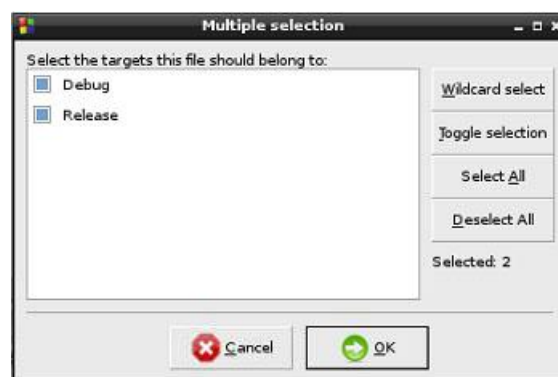 Multiple selection
Select the targets this file should belong to:
Debug
Release
Wildcard select
Toggle selection
Select All
Deselect All
Selected: 2
Cancel
OK